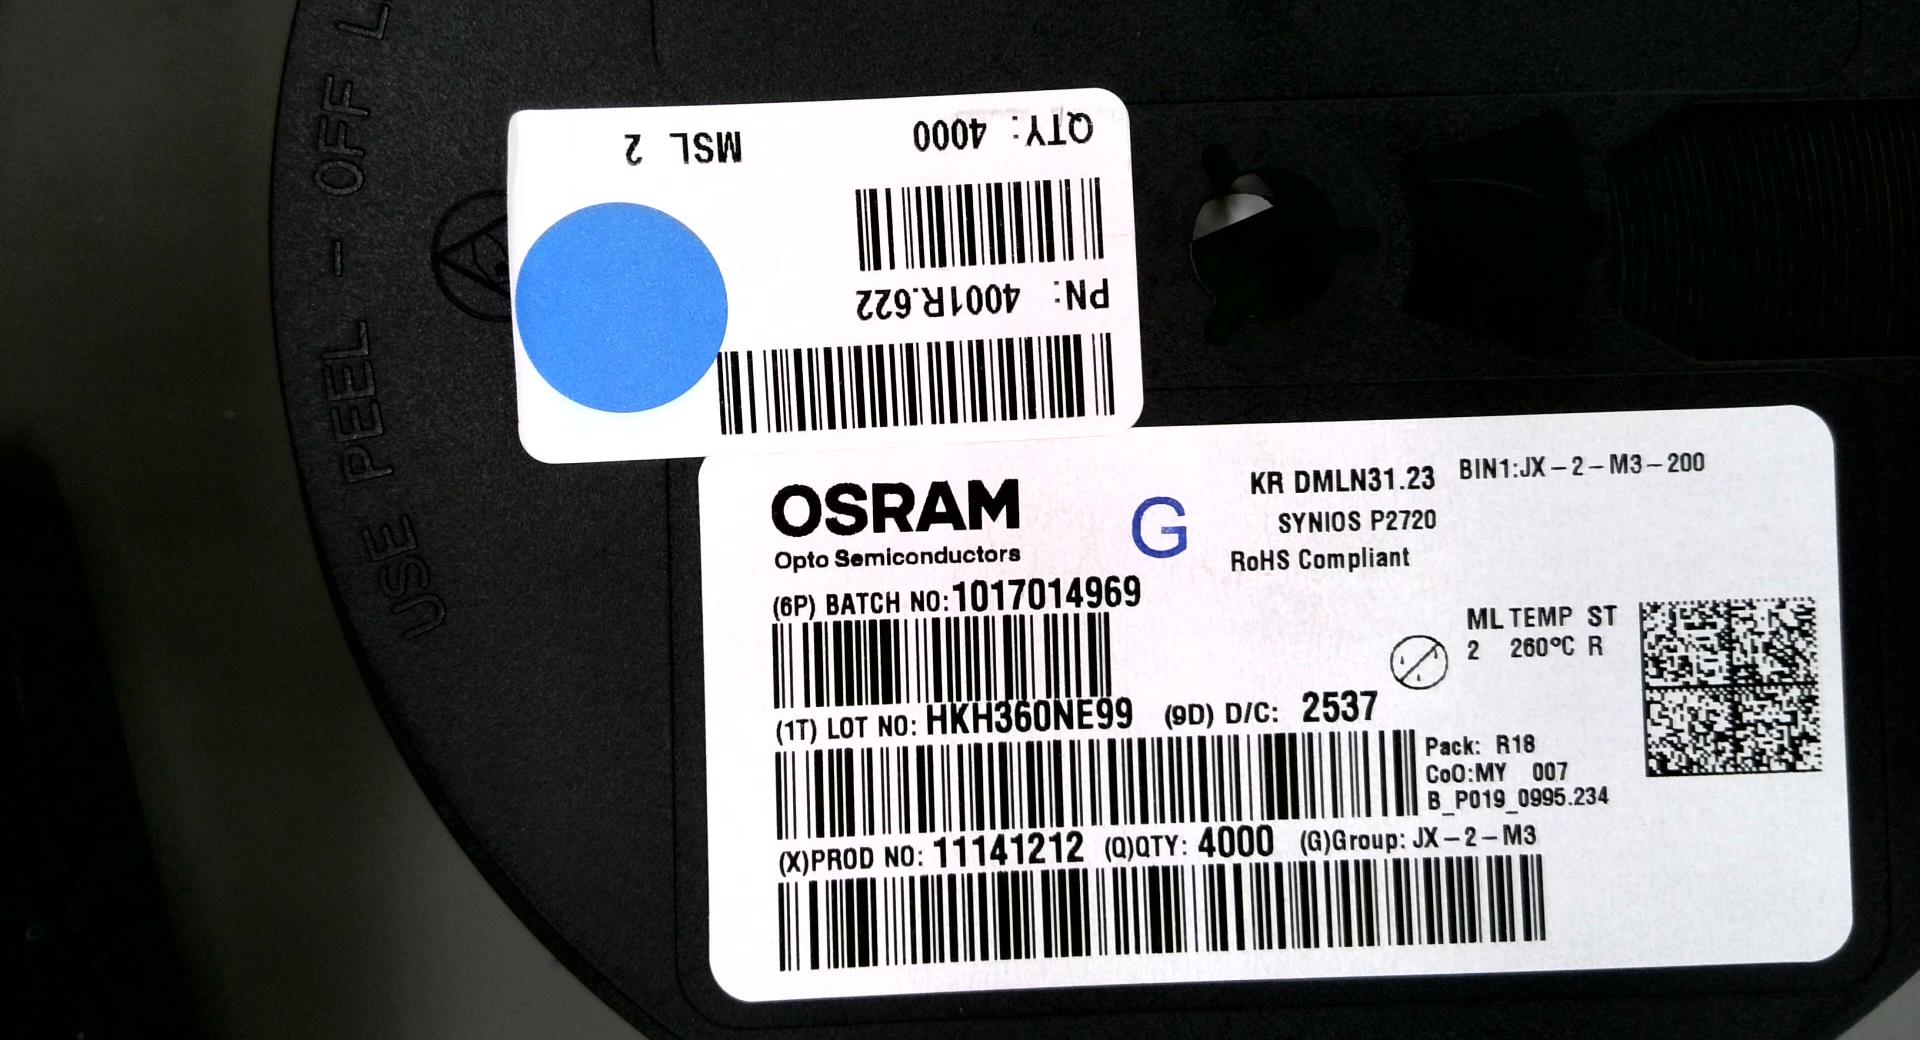 USE PEEL - OFF L
QTY: 4000 MSL 2
PN: 4001R.622
OSRAM
Opto Semiconductors
G
KR DMLN31.23 BIN1:JX-2-M3-200
SYNIOS P2720
RoHS Compliant
(6P) BATCH NO:1017014969
ML TEMP ST
2 260°C R
(1T) LOT NO: HKH360NE99 (9D) D/C: 2537
Pack: R18
CoO:MY 007
B_P019_0995.234
(X)PROD NO: 11141212 (Q)QTY: 4000 (G)Group: JX-2-M3